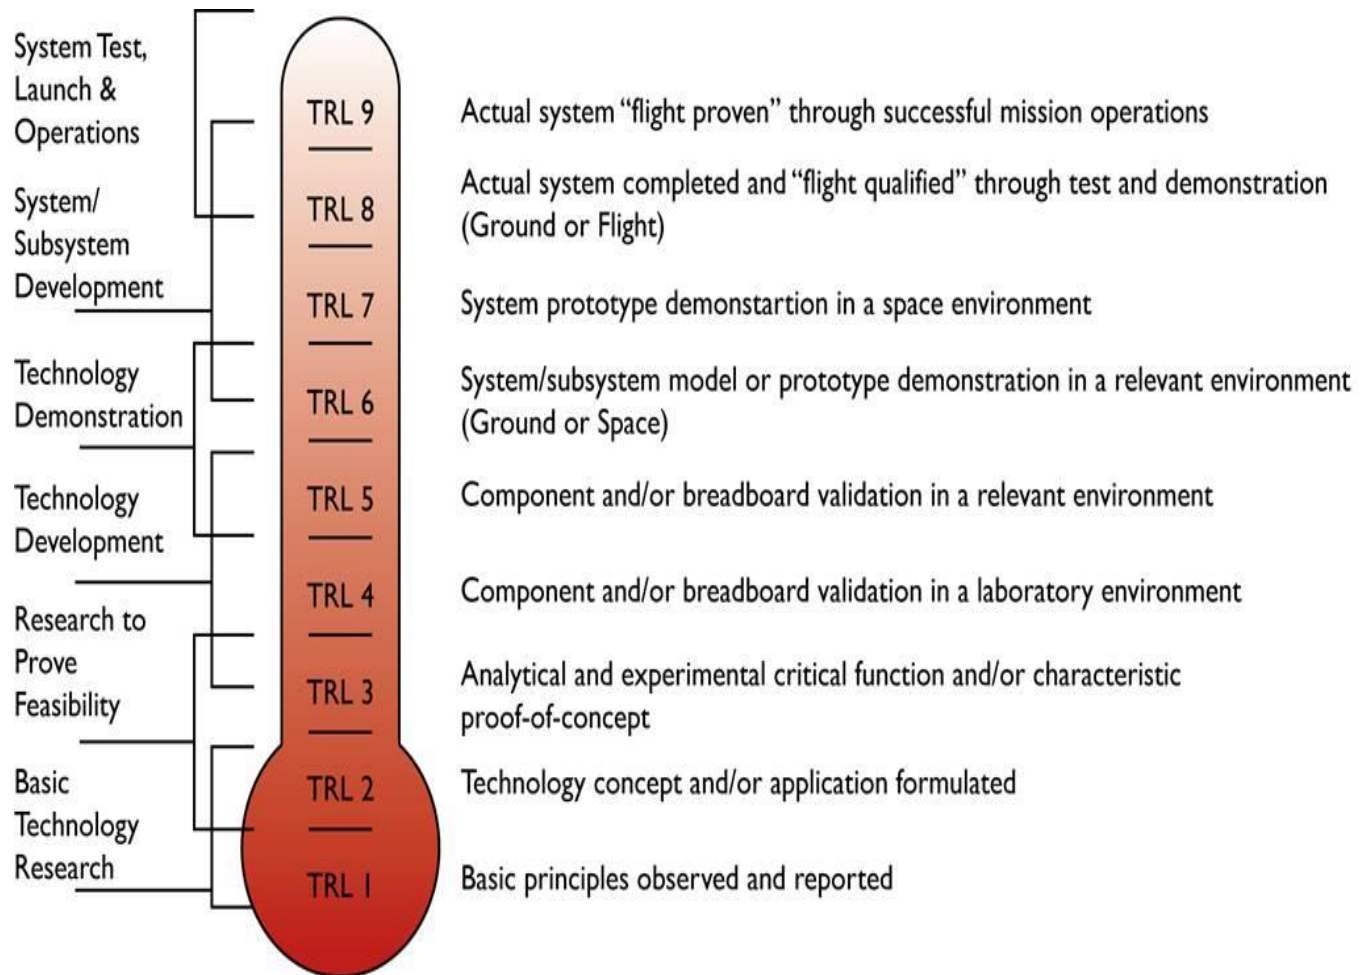 System Test,
Launch &
Operations
System/
Subsystem
Development
Technology
Demonstration
Technology
Development
Research to
Prove
Feasibility
Basic
Technology
Research
TRL 9
TRL 8
TRL 7
TRL 6
TRL 5
TRL 4
TRL 3
TRL 2
TRL 1
Actual system “flight proven” through successful mission operations
Actual system completed and “flight qualified” through test and demonstration
(Ground or Flight)
System prototype demonstartion in a space environment
System/subsystem model or prototype demonstration in a relevant environment
(Ground or Space)
Component and/or breadboard validation in a relevant environment
Component and/or breadboard validation in a laboratory environment
Analytical and experimental critical function and/or characteristic
proof-of-concept
Technology concept and/or application formulated
Basic principles observed and reported